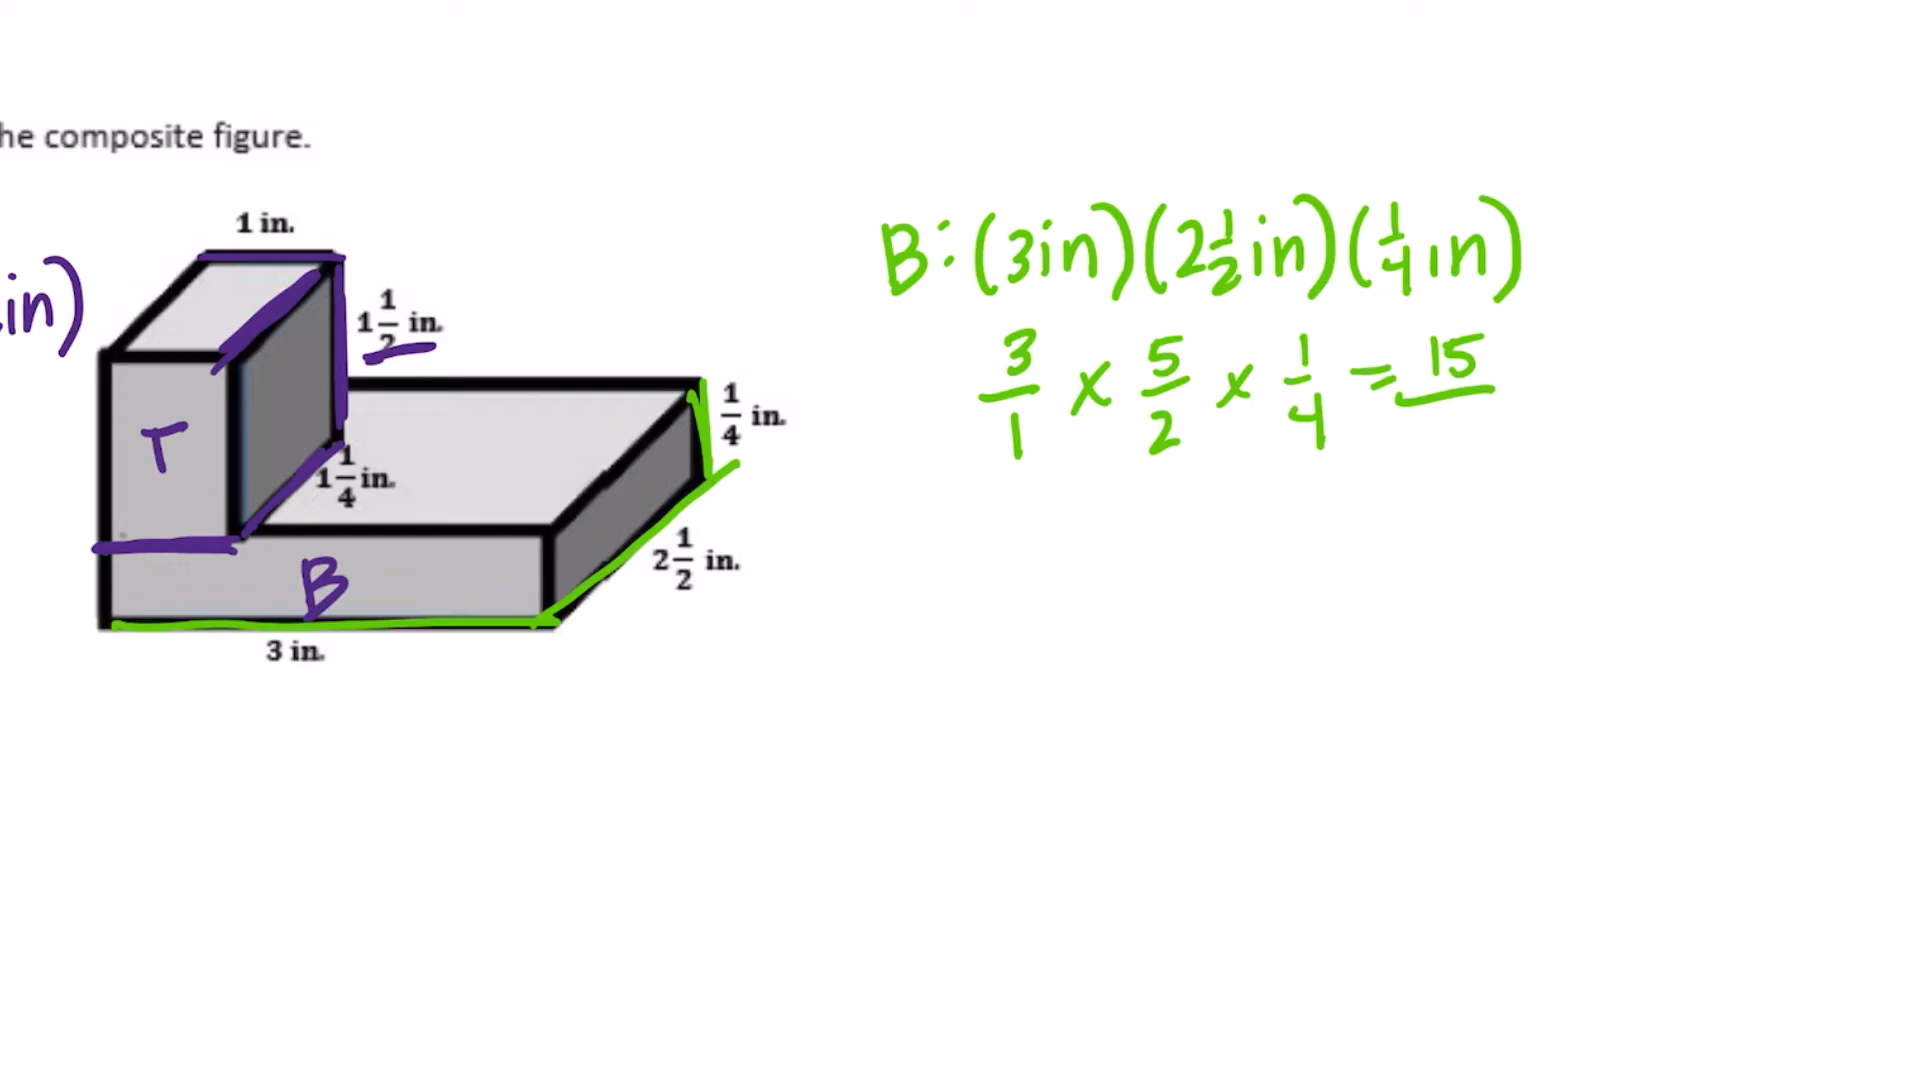 he composite figure.
1 in.
in)
1 1/2 in.
1/4 in.
T
1 1/4 in.
2 1/2 in.
B
3 in.
B: (3in)(2 1/2 in)(1/4 in)
3/1 x 5/2 x 1/4 = 15